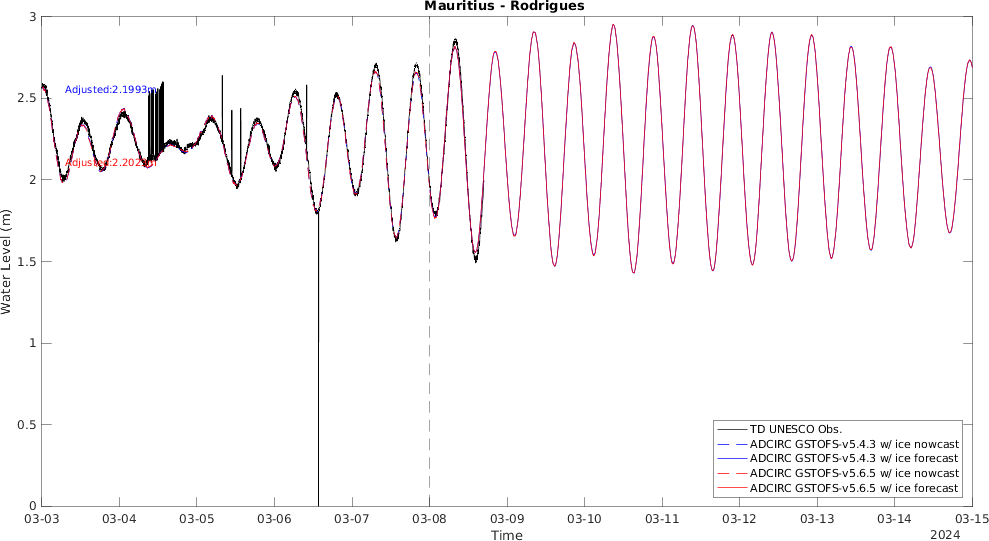 Mauritius - Rodrigues
3
2.5
2
1.5
1
0.5
0
Water Level (m)
Adjusted:2.1993m
TD UNESCO Obs.
ADCIRC GSTOFS-v5.4.3 w/ ice nowcast
ADCIRC GSTOFS-v5.4.3 w/ ice forecast
ADCIRC GSTOFS-v5.6.5 w/ ice nowcast
ADCIRC GSTOFS-v5.6.5 w/ ice forecast
03-03 03-04 03-05 03-06 03-07 03-08 03-09 03-10 03-11 03-12 03-13 03-14 03-15
Time
2024